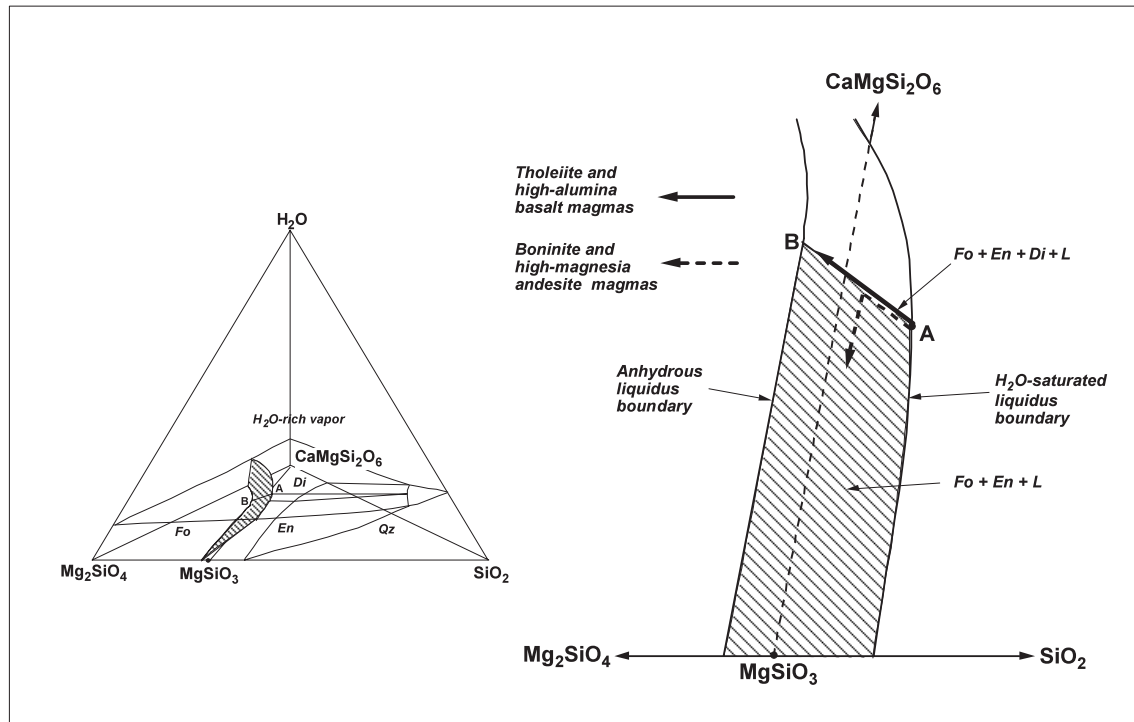 H₂O
H₂O-rich vapor
CaMgSi₂O₆
A
Di
B
Fo
En
Qz
Mg₂SiO₄
MgSiO₃
SiO₂
CaMgSi₂O₆
Tholeiite and
high-alumina
basalt magmas
Boninite and
high-magnesia
andesite magmas
B
Fo + En + Di + L
A
Anhydrous
liquidus
boundary
H₂O-saturated
liquidus
boundary
Fo + En + L
Mg₂SiO₄
MgSiO₃
SiO₂